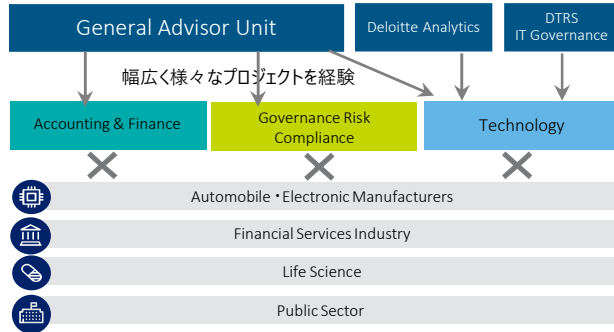 General Advisor Unit
Deloitte Analytics
DTRS
IT Governance
幅広く様々なプロジェクトを経験
Accounting & Finance
Governance Risk
Compliance
Technology
Automobile・Electronic Manufacturers
Financial Services Industry
Life Science
Public Sector